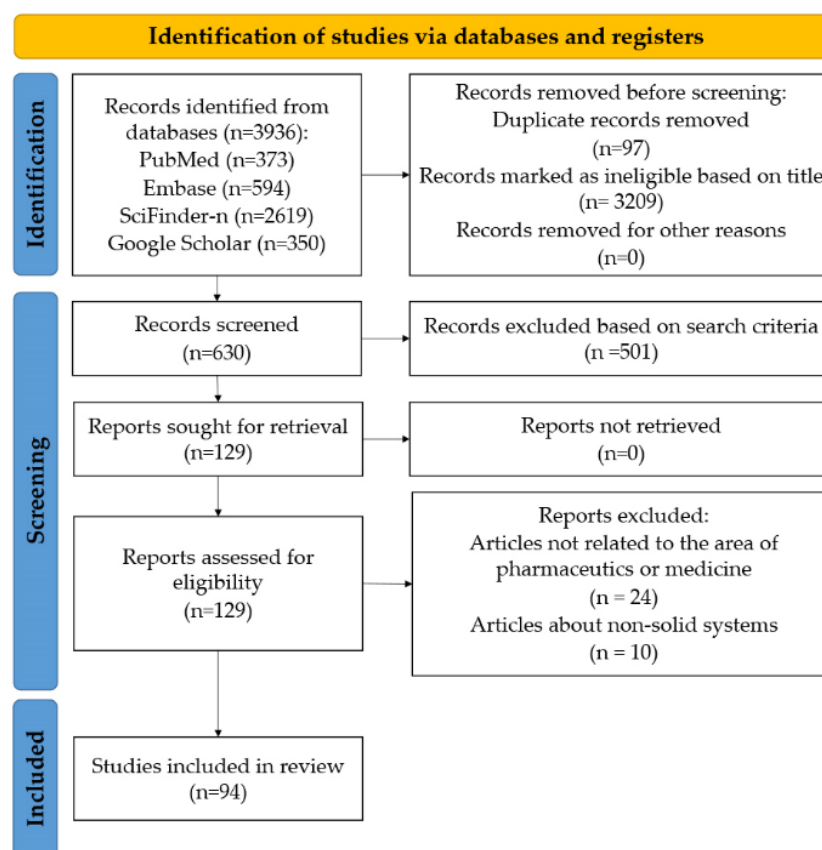 Identification of studies via databases and registers
Identification
Records identified from
databases (n=3936):
PubMed (n=373)
Embase (n=594)
SciFinder-n (n=2619)
Google Scholar (n=350)
Records removed before screening:
Duplicate records removed
(n=97)
Records marked as ineligible based on title
(n= 3209)
Records removed for other reasons
(n=0)
Screening
Records screened
(n=630)
Records excluded based on search criteria
(n =501)
Reports sought for retrieval
(n=129)
Reports not retrieved
(n=0)
Reports assessed for
eligibility
(n=129)
Reports excluded:
Articles not related to the area of
pharmaceutics or medicine
(n = 24)
Articles about non-solid systems
(n = 10)
Included
Studies included in review
(n=94)